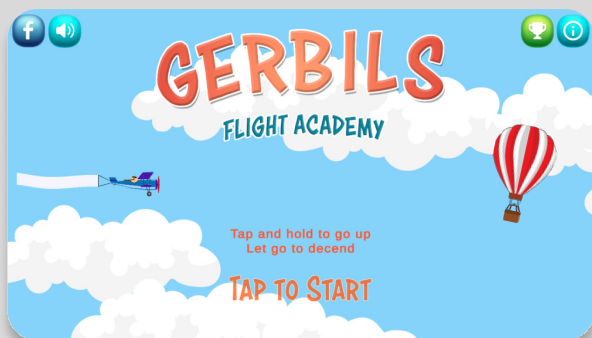 f
GERBILS
FLIGHT ACADEMY
Tap and hold to go up
Let go to decend
TAP TO START